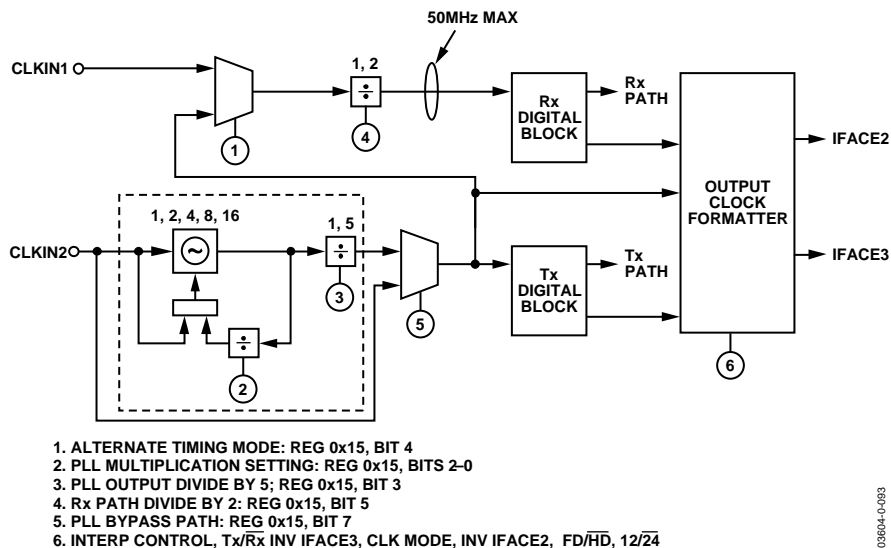 50MHz MAX
CLKIN1
1, 2
÷
4
1
Rx
DIGITAL
BLOCK
Rx
PATH
IFACE2
OUTPUT
CLOCK
FORMATTER
1, 2, 4, 8, 16
1, 5
CLKIN2
~
÷
3
5
Tx
DIGITAL
BLOCK
Tx
PATH
IFACE3
÷
2
6
1. ALTERNATE TIMING MODE: REG 0x15, BIT 4
2. PLL MULTIPLICATION SETTING: REG 0x15, BITS 2–0
3. PLL OUTPUT DIVIDE BY 5; REG 0x15, BIT 3
4. Rx PATH DIVIDE BY 2: REG 0x15, BIT 5
5. PLL BYPASS PATH: REG 0x15, BIT 7
6. INTERP CONTROL, Tx/R̅x̅ INV IFACE3, CLK MODE, INV IFACE2, FD/H̅D̅, 12/2̅4̅
03604-0-093